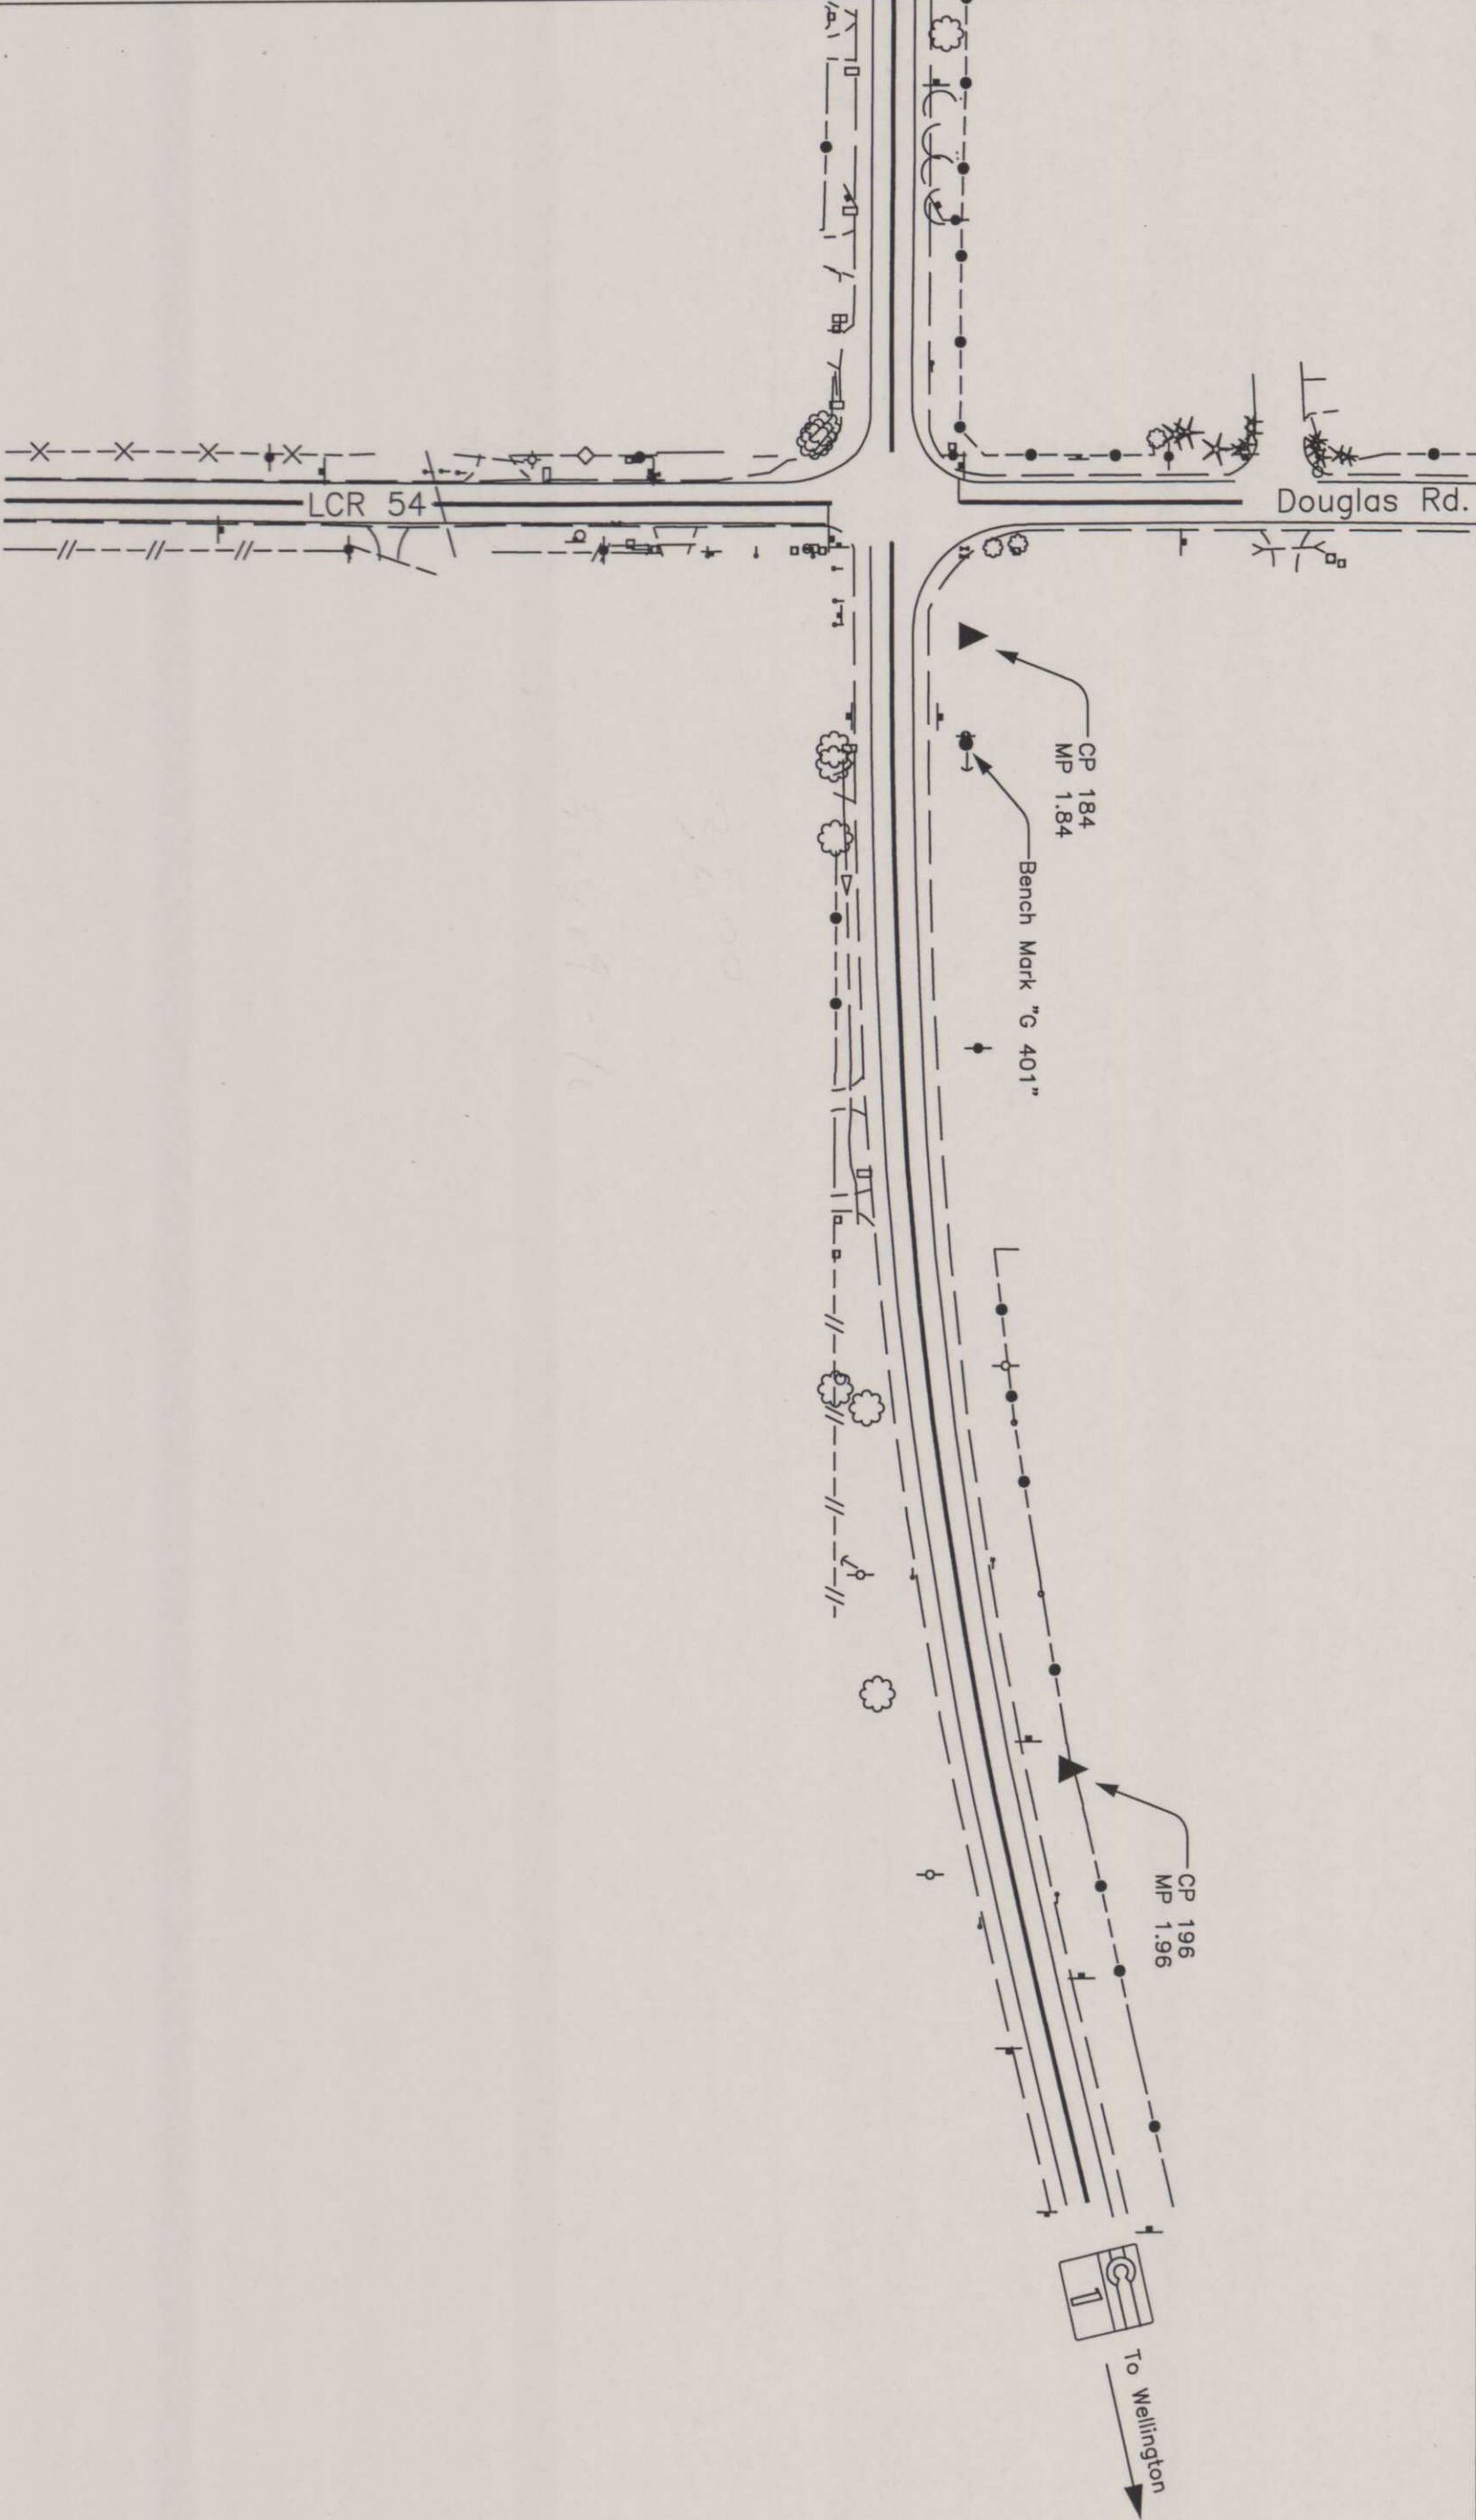 LCR 54
Douglas Rd.
CP 184
MP 1.84
Bench Mark "G 401"
CP 196
MP 1.96
C
1
To Wellington